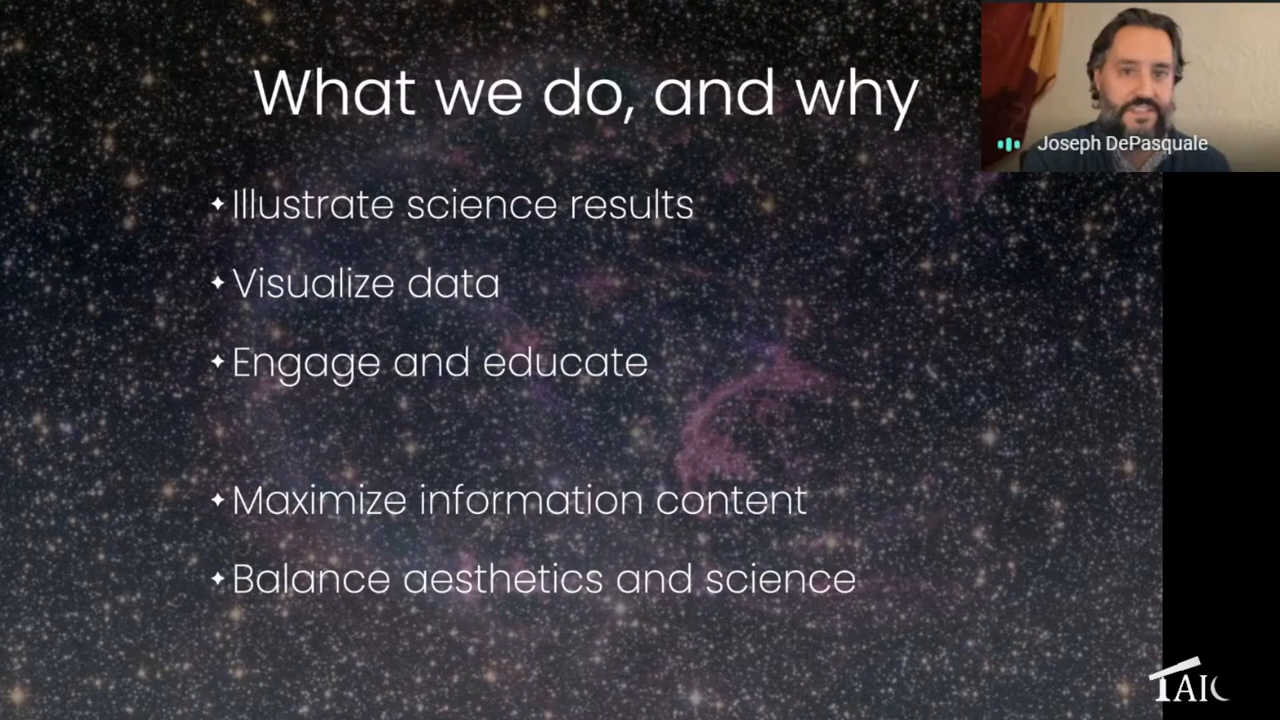 What we do, and why
Joseph DePasquale
Illustrate science results
Visualize data
Engage and educate
Maximize information content
Balance aesthetics and science
TAIC